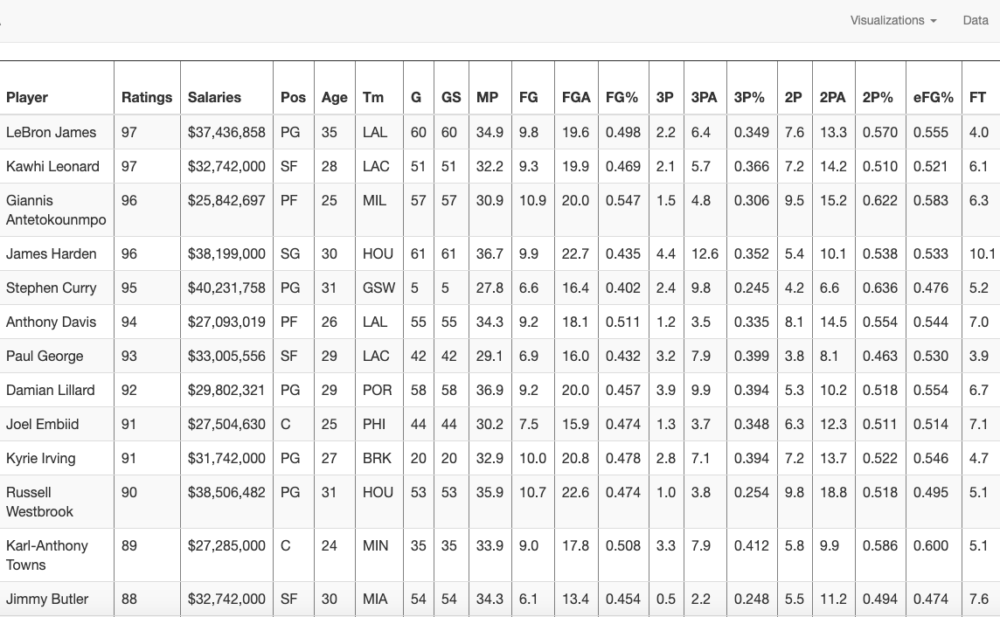 Visualizations Data
Player Ratings Salaries Pos Age Tm G GS MP FG FGA FG% 3P 3PA 3P% 2P 2PA 2P% eFG% FT
LeBron James 97 $37,436,858 PG 35 LAL 60 60 34.9 9.8 19.6 0.498 2.2 6.4 0.349 7.6 13.3 0.570 0.555 4.0
Kawhi Leonard 97 $32,742,000 SF 28 LAC 51 51 32.2 9.3 19.9 0.469 2.1 5.7 0.366 7.2 14.2 0.510 0.521 6.1
Giannis 96 $25,842,697 PF 25 MIL 57 57 30.9 10.9 20.0 0.547 1.5 4.8 0.306 9.5 15.2 0.622 0.583 6.3
Antetokounmpo
James Harden 96 $38,199,000 SG 30 HOU 61 61 36.7 9.9 22.7 0.435 4.4 12.6 0.352 5.4 10.1 0.538 0.533 10.1
Stephen Curry 95 $40,231,758 PG 31 GSW 5 5 27.8 6.6 16.4 0.402 2.4 9.8 0.245 4.2 6.6 0.636 0.476 5.2
Anthony Davis 94 $27,093,019 PF 26 LAL 55 55 34.3 9.2 18.1 0.511 1.2 3.5 0.335 8.1 14.5 0.554 0.544 7.0
Paul George 93 $33,005,556 SF 29 LAC 42 42 29.1 6.9 16.0 0.432 3.2 7.9 0.399 3.8 8.1 0.463 0.530 3.9
Damian Lillard 92 $29,802,321 PG 29 POR 58 58 36.9 9.2 20.0 0.457 3.9 9.9 0.394 5.3 10.2 0.518 0.554 6.7
Joel Embiid 91 $27,504,630 C 25 PHI 44 44 30.2 7.5 15.9 0.474 1.3 3.7 0.348 6.3 12.3 0.511 0.514 7.1
Kyrie Irving 91 $31,742,000 PG 27 BRK 20 20 32.9 10.0 20.8 0.478 2.8 7.1 0.394 7.2 13.7 0.522 0.546 4.7
Russell 90 $38,506,482 PG 31 HOU 53 53 35.9 10.7 22.6 0.474 1.0 3.8 0.254 9.8 18.8 0.518 0.495 5.1
Westbrook
Karl-Anthony 89 $27,285,000 C 24 MIN 35 35 33.9 9.0 17.8 0.508 3.3 7.9 0.412 5.8 9.9 0.586 0.600 5.1
Towns
Jimmy Butler 88 $32,742,000 SF 30 MIA 54 54 34.3 6.1 13.4 0.454 0.5 2.2 0.248 5.5 11.2 0.494 0.474 7.6